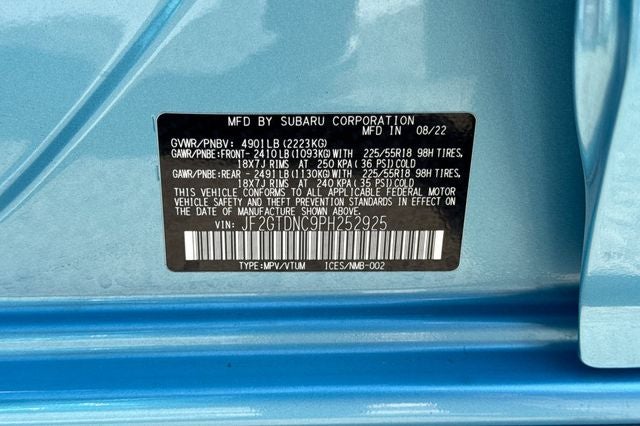 MFD BY SUBARU CORPORATION
MFD IN 08/22
GVWR/PNBV: 4901LB(2223KG)
GAWR/PNBE:FRONT-2410LB(1093KG)WITH 225/55R18 98H TIRES,
18X7J RIMS AT 250 KPA( 36 PSI)COLD
GAWR/PNBE:REAR -2491LB(1130KG)WITH 225/55R18 98H TIRES,
18X7J RIMS AT 240 KPA( 35 PSI)COLD
THIS VEHICLE CONFORMS TO ALL APPLICABLE FEDERAL MOTOR
VEHICLE SAFETY AND THEFT PREVENTION STANDARDS IN EFFECT ON
THE DATE OF MANUFACTURE SHOWN ABOVE.
VIN: JF2GTDNC9PH252925
TYPE:MPV/VTUM ICES/NMB-002